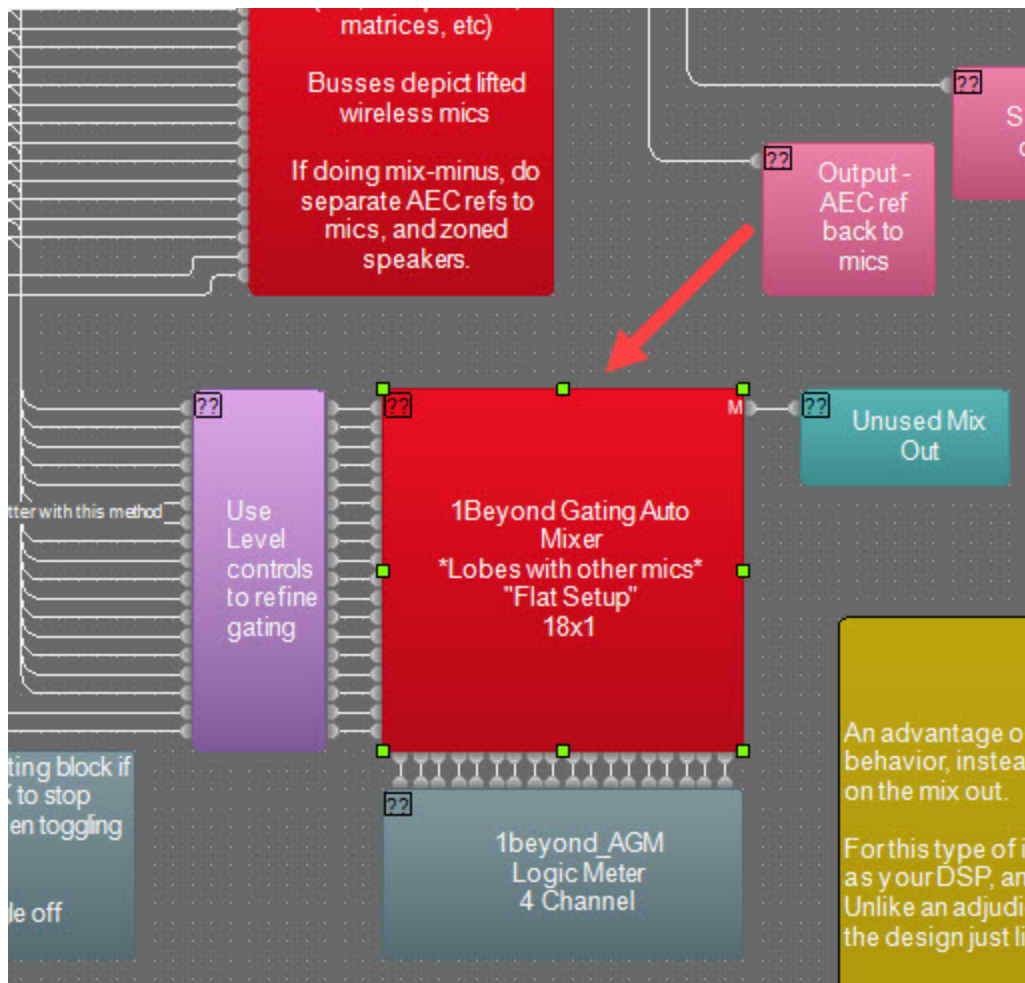 matrices, etc)
Busses depict lifted
wireless mics
If doing mix-minus, do
separate AEC refs to
mics, and zoned
speakers.
??
??
Output -
AEC ref
back to
mics
??
??
M
??
Unused Mix
Out
tter with this method
Use
Level
controls
to refine
gating
1Beyond Gating Auto
Mixer
*Lobes with other mics*
"Flat Setup"
18x1
ting block if
to stop
en toggling
le off
??
1beyond_AGM
Logic Meter
4 Channel
An advantage o
behavior, instea
on the mix out.
For this type of i
as your DSP, an
Unlike an adjudi
the design just li